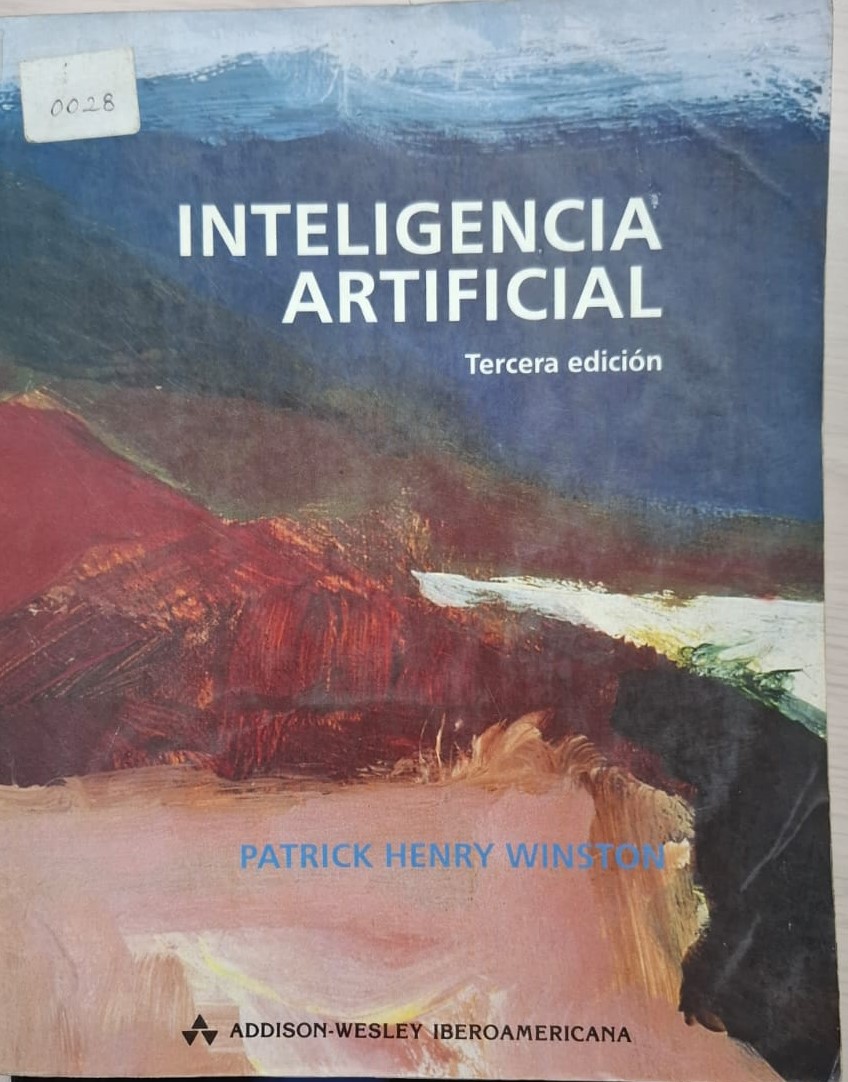 0028
INTELIGENCIA
ARTIFICIAL
Tercera edición
PATRICK HENRY WINSTON
ADDISON-WESLEY IBEROAMERICANA